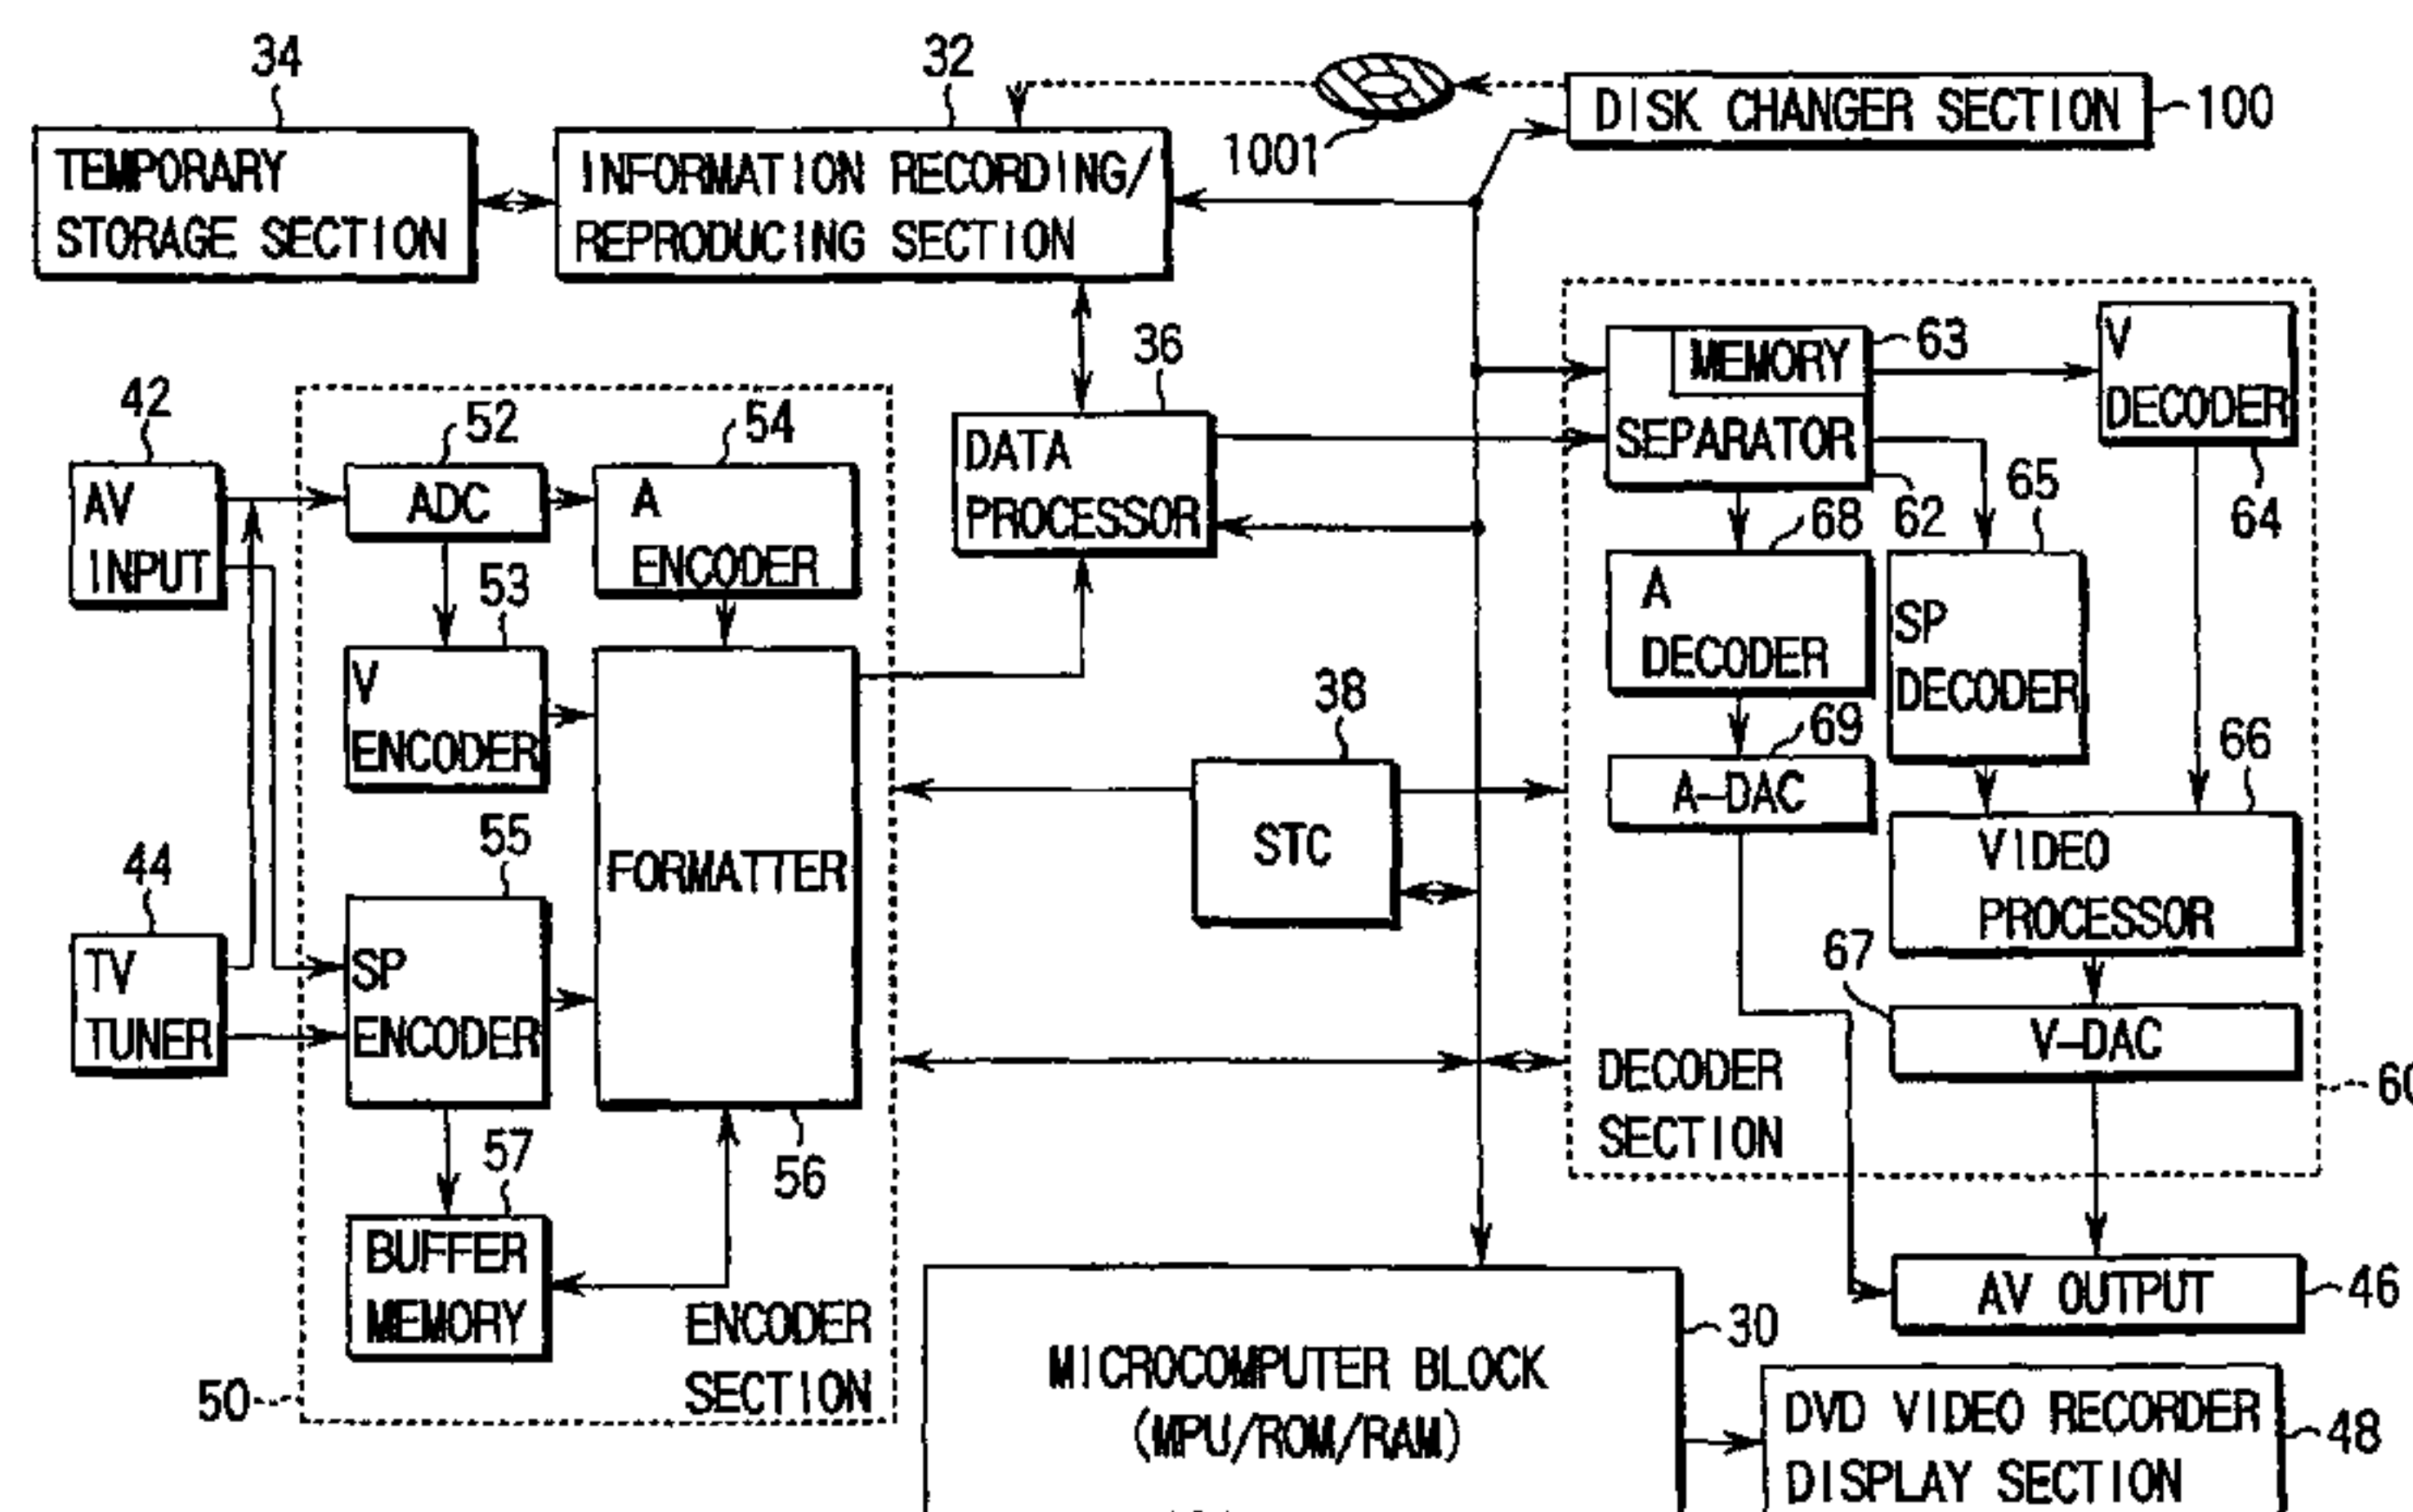 34
32
DISK CHANGER SECTION
100
1001
TEMPORARY
STORAGE SECTION
INFORMATION RECORDING/
REPRODUCING SECTION
36
MEMORY
63
V
DECODER
64
SEPARATOR
62
65
42
AV
INPUT
52
ADC
54
A
ENCODER
DATA
PROCESSOR
53
V
ENCODER
68
A
DECODER
SP
DECODER
38
STC
69
A-DAC
66
VIDEO
PROCESSOR
44
TV
TUNER
55
SP
ENCODER
FORMATTER
56
67
V-DAC
DECODER
SECTION
60
57
BUFFER
MEMORY
ENCODER
SECTION
50
AV OUTPUT
46
MICROCOMPUTER BLOCK
(MPU/ROM/RAM)
30
DVD VIDEO RECORDER
DISPLAY SECTION
48